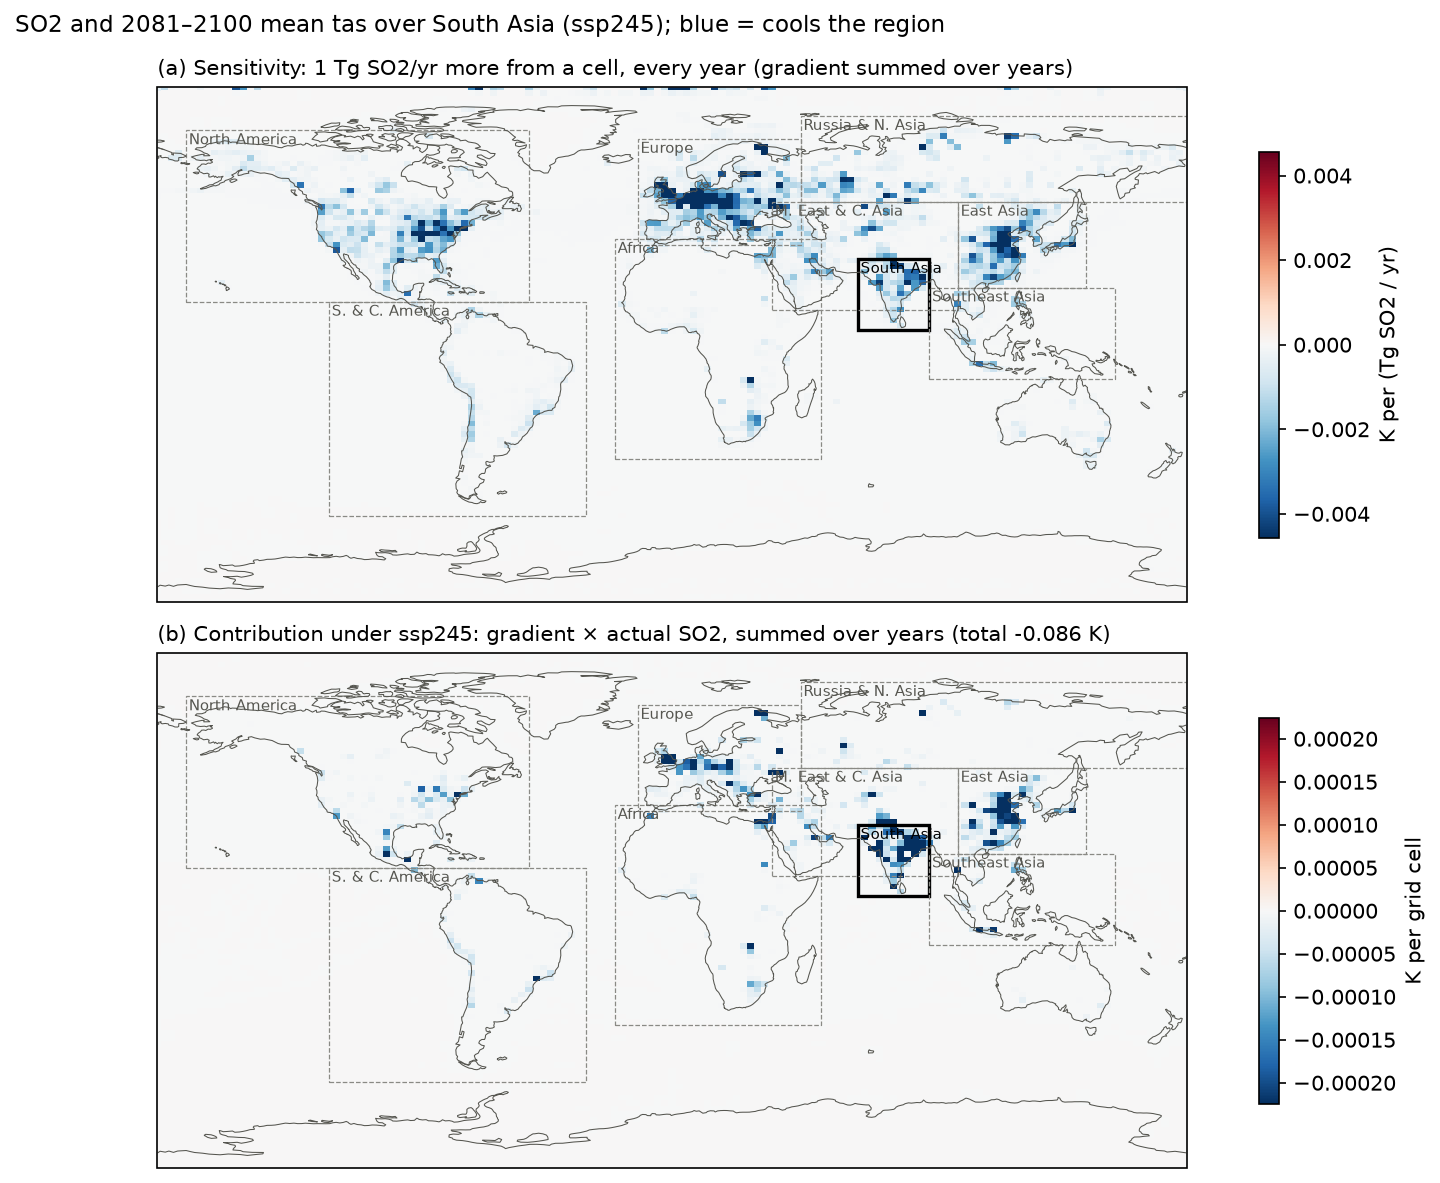 SO2 and 2081–2100 mean tas over South Asia (ssp245); blue = cools the region
(a) Sensitivity: 1 Tg SO2/yr more from a cell, every year (gradient summed over years)
North America
Europe
Russia & N. Asia
M. East & C. Asia
East Asia
Africa
South Asia
Southeast Asia
S. & C. America
0.004
0.002
0.000
−0.002
−0.004
K per (Tg SO2 / yr)
(b) Contribution under ssp245: gradient × actual SO2, summed over years (total -0.086 K)
North America
Europe
Russia & N. Asia
M. East & C. Asia
East Asia
Africa
South Asia
Southeast Asia
S. & C. America
0.00020
0.00015
0.00010
0.00005
0.00000
−0.00005
−0.00010
−0.00015
−0.00020
K per grid cell